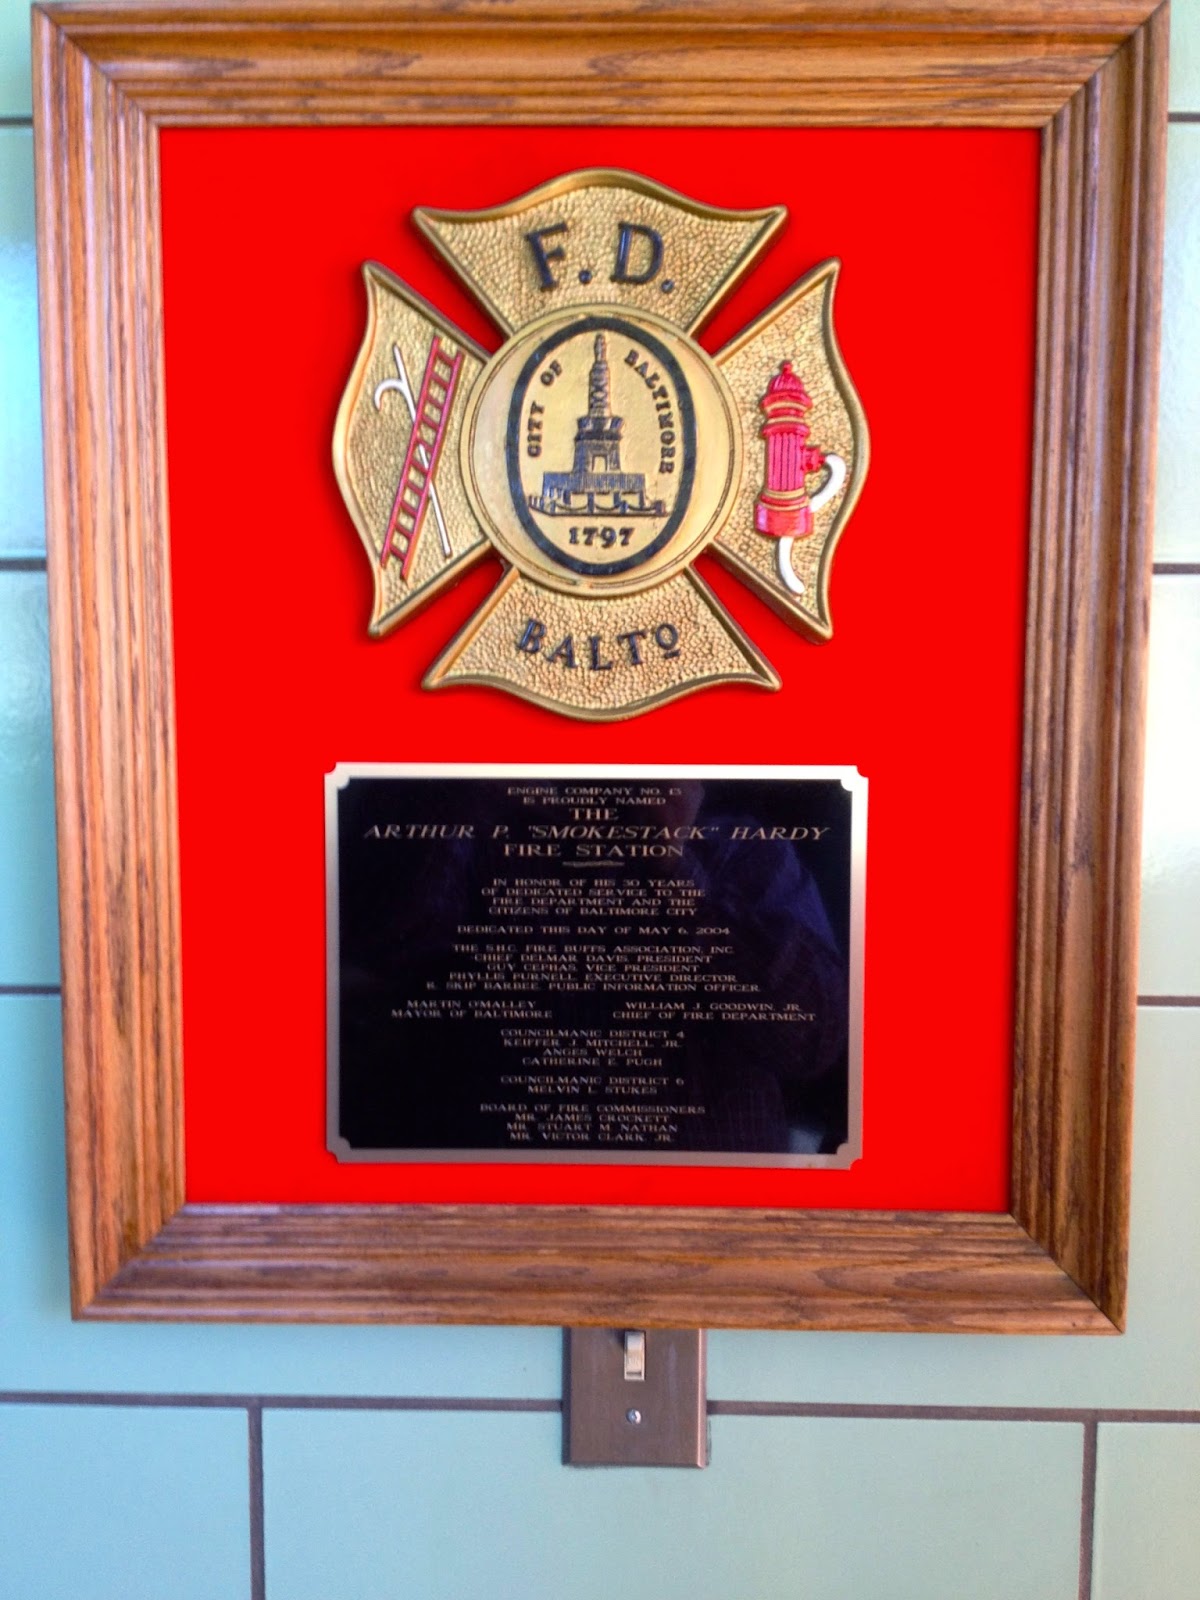 F. D.
CITY OF BALTIMORE
1797
BALTO
ENGINE COMPANY NO. 13
IS PROUDLY NAMED
THE
ARTHUR P. "SMOKESTACK" HARDY
FIRE STATION
IN HONOR OF HIS 30 YEARS
OF DEDICATED SERVICE TO THE
FIRE DEPARTMENT AND THE
CITIZENS OF BALTIMORE CITY
DEDICATED THIS DAY OF MAY 6, 2004
THE S.H.C. FIRE BUFFS ASSOCIATION, INC.
CHIEF DELMAR DAVIS, PRESIDENT
GUY CEPHAS, VICE PRESIDENT
PHYLLIS PURNELL, EXECUTIVE DIRECTOR
R. SKIP BARBEE, PUBLIC INFORMATION OFFICER
MARTIN O'MALLEY WILLIAM J. GOODWIN, JR.
MAYOR OF BALTIMORE CHIEF OF FIRE DEPARTMENT
COUNCILMANIC DISTRICT 4
KEIFFER J. MITCHELL, JR.
ANGES WELCH
CATHERINE E. PUGH
COUNCILMANIC DISTRICT 6
MELVIN L. STUKES
BOARD OF FIRE COMMISSIONERS
MR. JAMES CROCKETT
MR. STUART M. NATHAN
MR. VICTOR CLARK, JR.